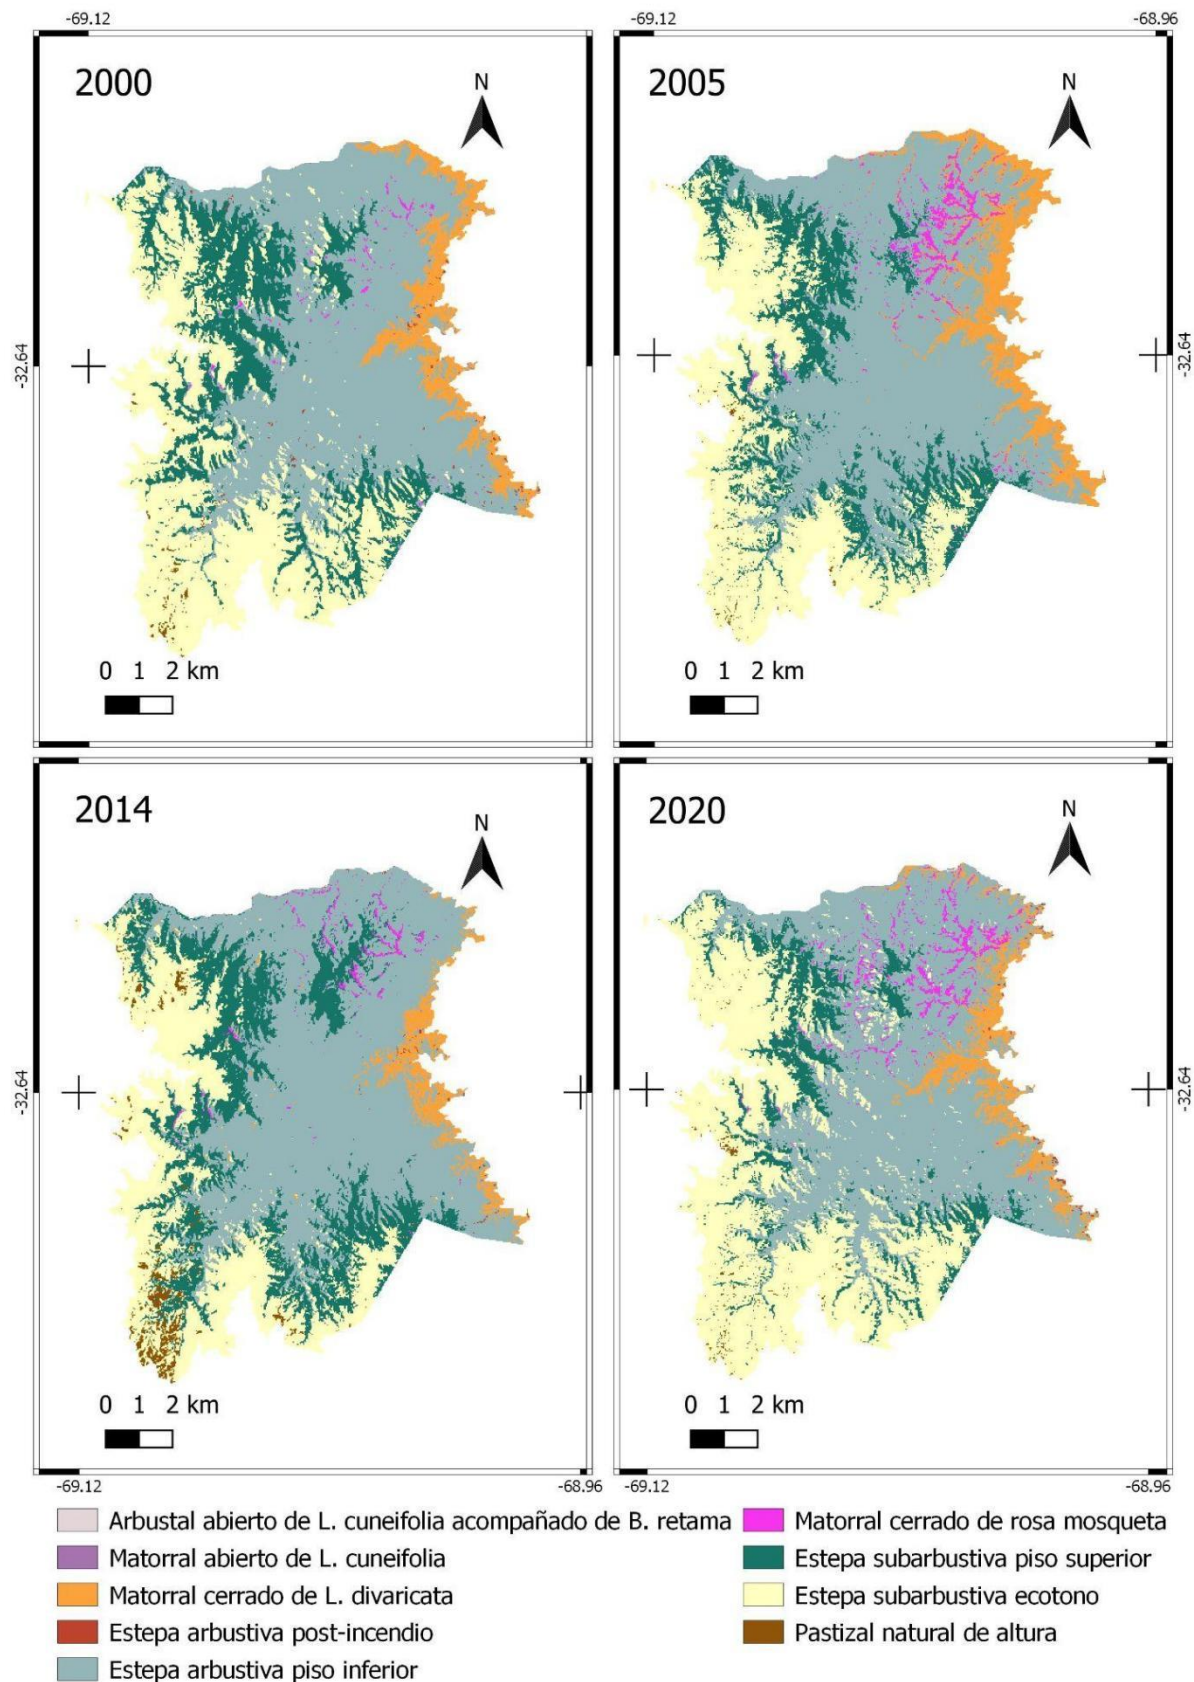 -69.12
-69.12 -68.96
2000
N
2005
N
-32.64
-32.64
0 1 2 km
0 1 2 km
2014
N
2020
N
-32.64
-32.64
0 1 2 km
0 1 2 km
-69.12 -68.96
-69.12 -68.96
Arbustal abierto de L. cuneifolia acompañado de B. retama
Matorral abierto de L. cuneifolia
Matorral cerrado de L. divaricata
Estepa arbustiva post-incendio
Estepa arbustiva piso inferior
Matorral cerrado de rosa mosqueta
Estepa subarbustiva piso superior
Estepa subarbustiva ecotono
Pastizal natural de altura